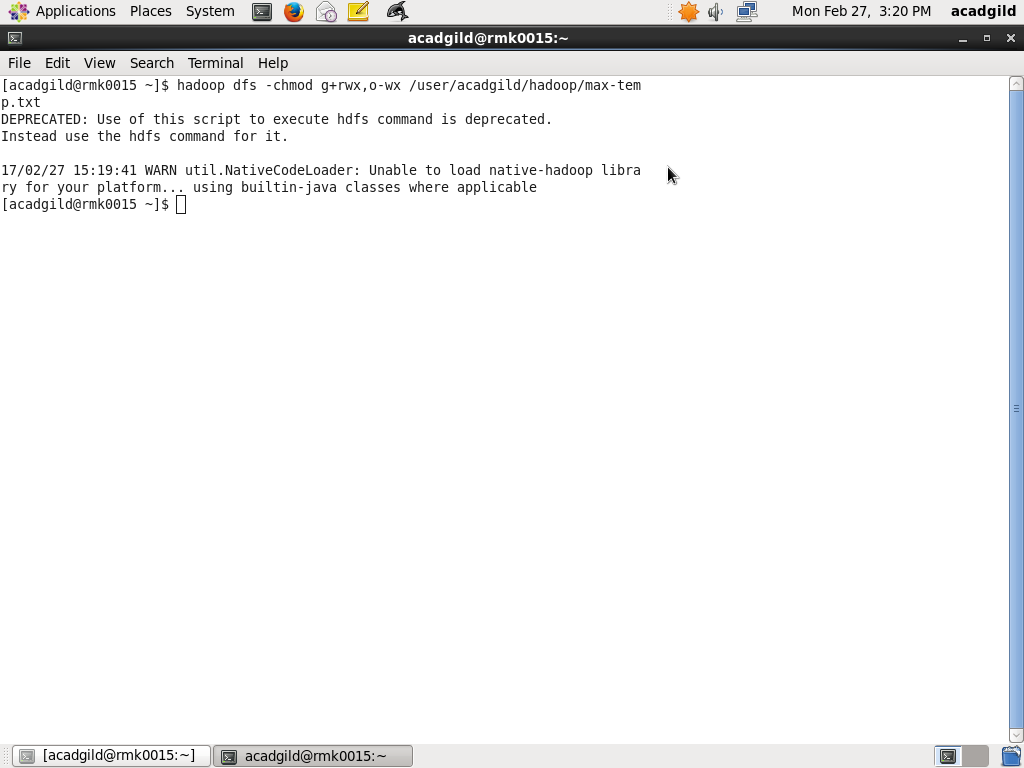 Applications Places System Mon Feb 27, 3:20 PM acadgild
acadgild@rmk0015:~
File Edit View Search Terminal Help
[acadgild@rmk0015 ~]$ hadoop dfs -chmod g+rwx,o-wx /user/acadgild/hadoop/max-tem
p.txt
DEPRECATED: Use of this script to execute hdfs command is deprecated.
Instead use the hdfs command for it.
17/02/27 15:19:41 WARN util.NativeCodeLoader: Unable to load native-hadoop libra
ry for your platform... using builtin-java classes where applicable
[acadgild@rmk0015 ~]$
[acadgild@rmk0015:~] acadgild@rmk0015:~